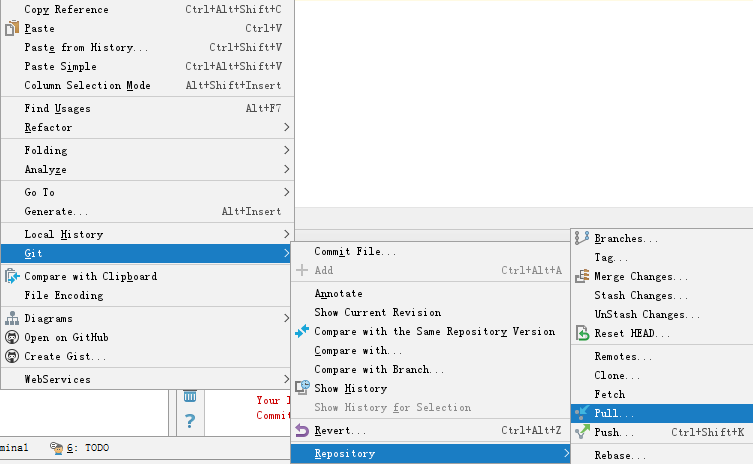 Copy Reference Ctrl+Alt+Shift+C
Paste Ctrl+V
Paste from History... Ctrl+Shift+V
Paste Simple Ctrl+Alt+Shift+V
Column Selection Mode Alt+Shift+Insert
Find Usages Alt+F7
Refactor
Folding
Analyze
Go To
Generate... Alt+Insert
Local History
Git
Compare with Clipboard
File Encoding
Diagrams
Open on GitHub
Create Gist...
WebServices
Commit File...
Add Ctrl+Alt+A
Annotate
Show Current Revision
Compare with the Same Repository Version
Compare with...
Compare with Branch...
Show History
Show History for Selection
Revert... Ctrl+Alt+Z
Repository
Branches...
Tag...
Merge Changes...
Stash Changes...
UnStash Changes...
Reset HEAD...
Remotes...
Clone...
Fetch
Pull...
Push... Ctrl+Shift+K
Rebase...
Your
Commit
minal 6: TODO